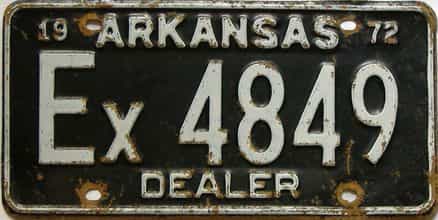 19 ARKANSAS 72
Ex 4849
DEALER